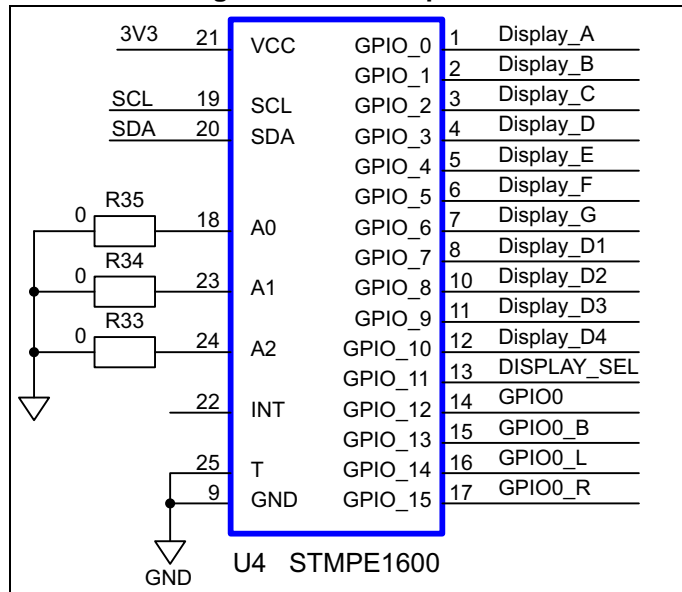 3V3 21 VCC GPIO_0 1 Display_A
GPIO_1 2 Display_B
SCL 19 SCL GPIO_2 3 Display_C
SDA 20 SDA GPIO_3 4 Display_D
GPIO_4 5 Display_E
R35 GPIO_5 6 Display_F
0 18 A0 GPIO_6 7 Display_G
R34 GPIO_7 8 Display_D1
0 23 A1 GPIO_8 10 Display_D2
R33 GPIO_9 11 Display_D3
0 24 A2 GPIO_10 12 Display_D4
GPIO_11 13 DISPLAY_SEL
22 INT GPIO_12 14 GPIO0
GPIO_13 15 GPIO0_B
25 T GPIO_14 16 GPIO0_L
9 GND GPIO_15 17 GPIO0_R
GND
U4 STMPE1600